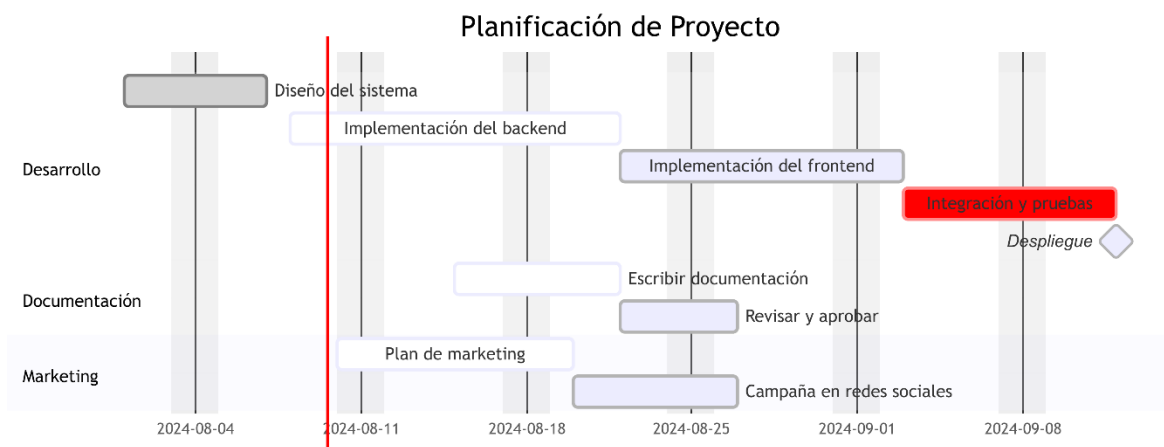 Planificación de Proyecto
Diseño del sistema
Implementación del backend
Desarrollo
Implementación del frontend
Integración y pruebas
Despliegue
Escribir documentación
Documentación
Revisar y aprobar
Plan de marketing
Marketing
Campaña en redes sociales
2024-08-04 2024-08-11 2024-08-18 2024-08-25 2024-09-01 2024-09-08